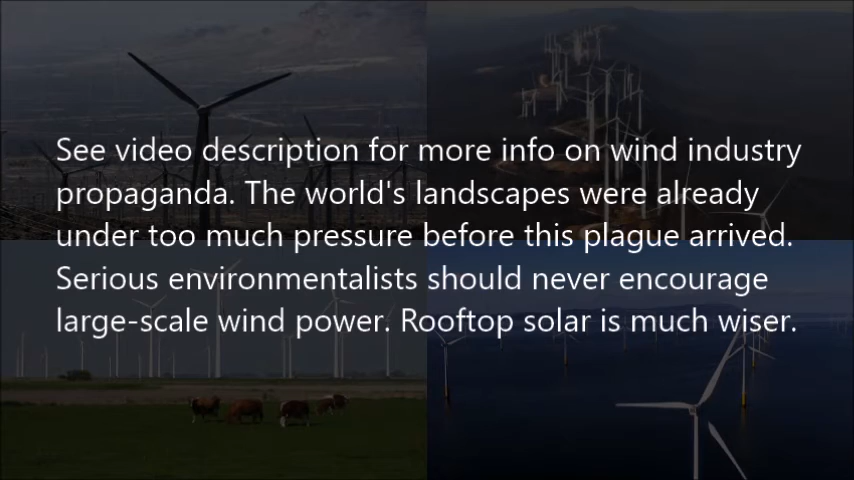 See video description for more info on wind industry
propaganda. The world's landscapes were already
under too much pressure before this plague arrived.
Serious environmentalists should never encourage
large-scale wind power. Rooftop solar is much wiser.